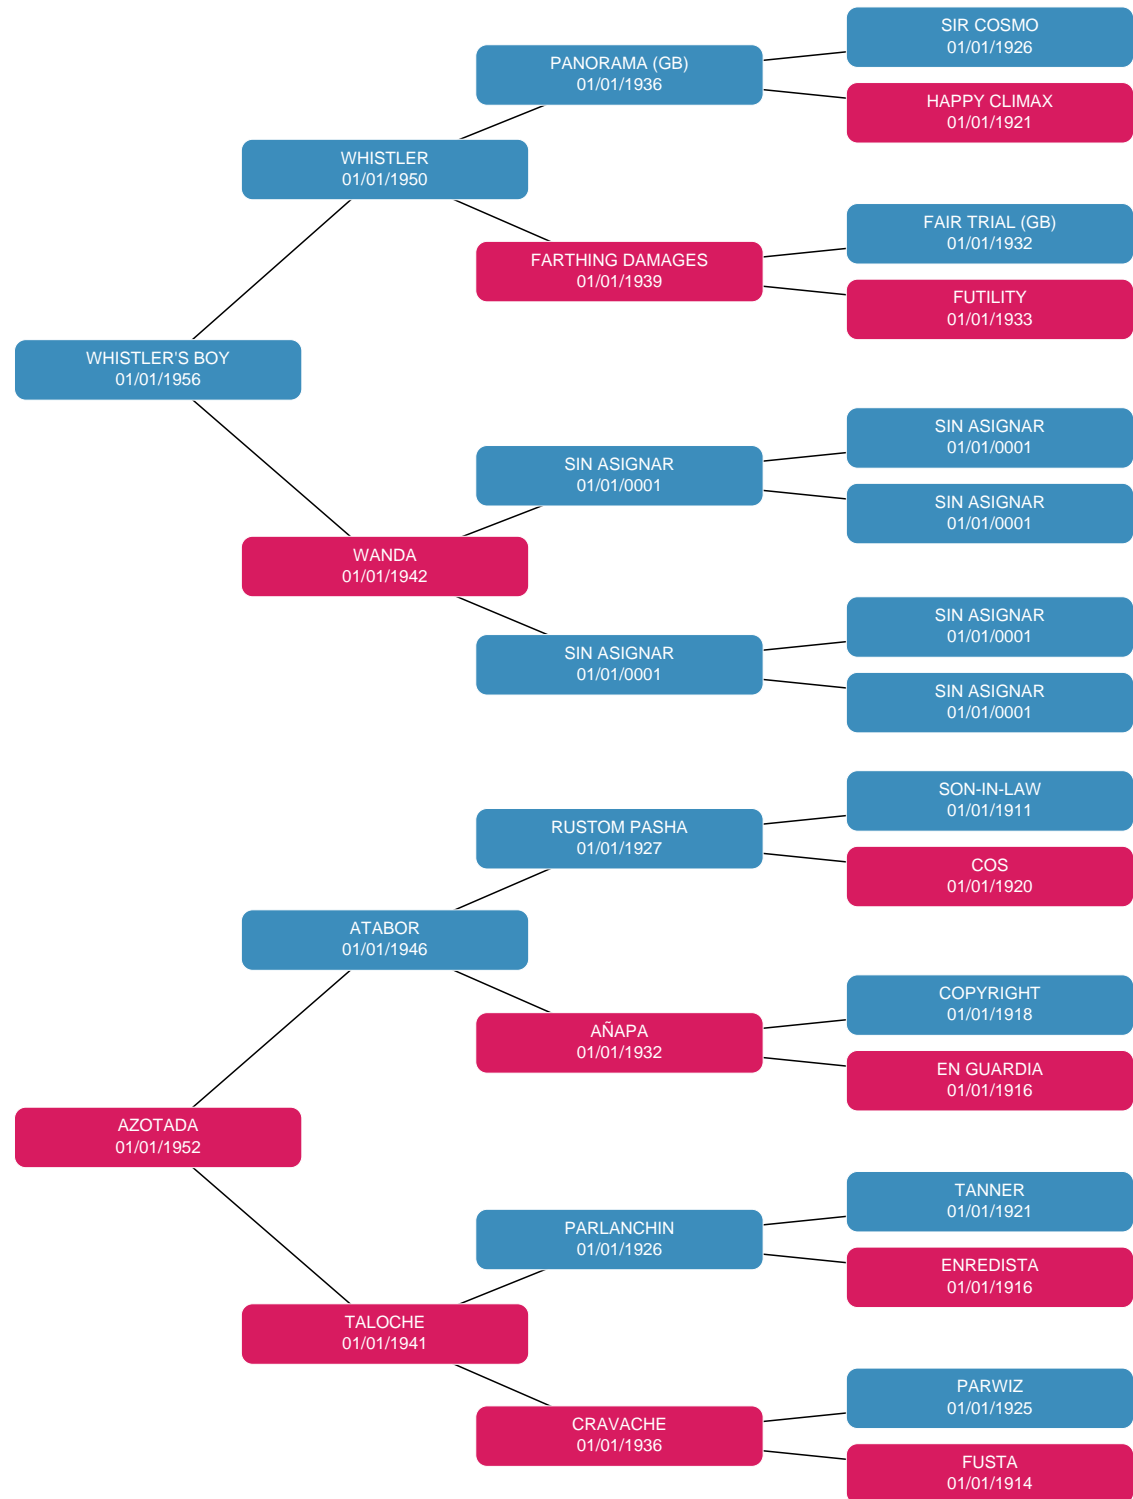 SIR COSMO
01/01/1926
PANORAMA (GB)
01/01/1936
HAPPY CLIMAX
01/01/1921
WHISTLER
01/01/1950
FAIR TRIAL (GB)
01/01/1932
FARTHING DAMAGES
01/01/1939
FUTILITY
01/01/1933
WHISTLER'S BOY
01/01/1956
SIN ASIGNAR
01/01/0001
SIN ASIGNAR
01/01/0001
SIN ASIGNAR
01/01/0001
WANDA
01/01/1942
SIN ASIGNAR
01/01/0001
SIN ASIGNAR
01/01/0001
SIN ASIGNAR
01/01/0001
SON-IN-LAW
01/01/1911
RUSTOM PASHA
01/01/1927
COS
01/01/1920
ATABOR
01/01/1946
COPYRIGHT
01/01/1918
AÑAPA
01/01/1932
EN GUARDIA
01/01/1916
AZOTADA
01/01/1952
TANNER
01/01/1921
PARLANCHIN
01/01/1926
ENREDISTA
01/01/1916
TALOCHE
01/01/1941
PARWIZ
01/01/1925
CRAVACHE
01/01/1936
FUSTA
01/01/1914